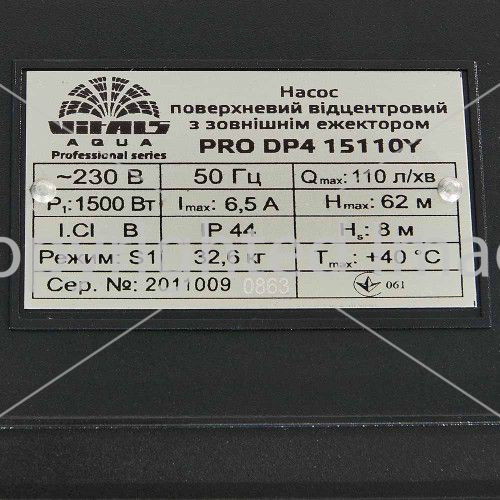 VITALS
AQUA
Professional series
Насос
поверхневий відцентровий
з зовнішнім ежектором
PRO DP4 15110Y
~230 В 50 Гц Qmax: 110 л/хв
P1: 1500 Вт Imax: 6,5 А Hmax: 62 м
I.Cl B IP 44 Hs: 8 м
Режим: S1 32,6 кг Tmax: +40 °C
Сер. №: 2011009 0863 061